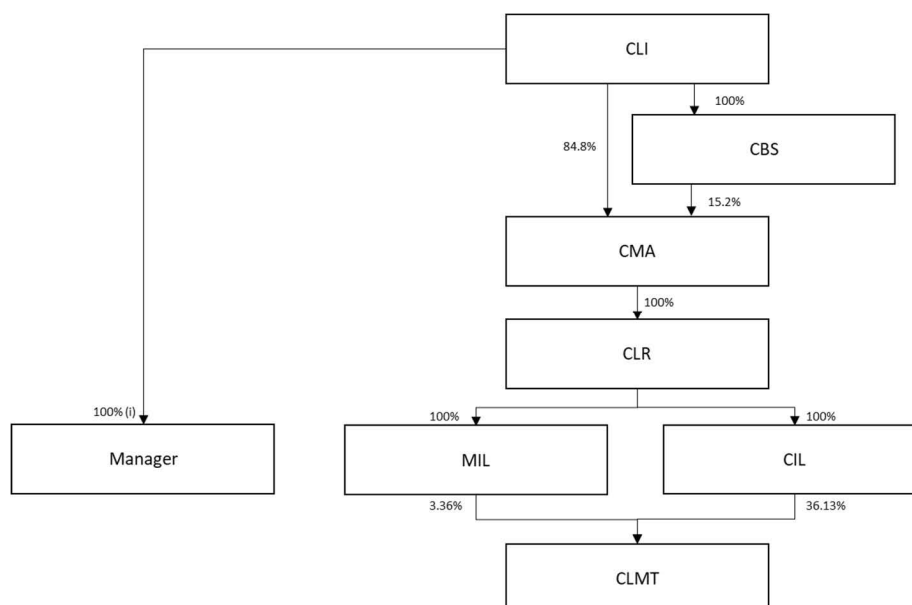 CLI
100%
84.8%
CBS
15.2%
CMA
100%
CLR
100% (i)
100%
100%
Manager
MIL
CIL
3.36%
36.13%
CLMT